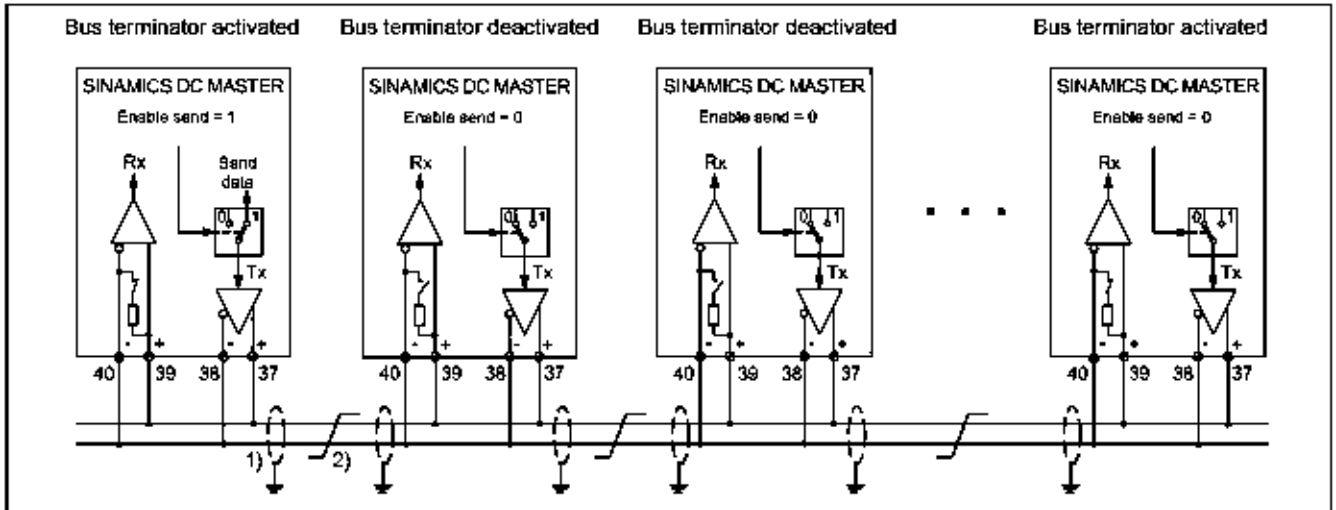 Bus terminator activated Bus terminator deactivated Bus terminator deactivated Bus terminator activated
SINAMICS DC MASTER SINAMICS DC MASTER SINAMICS DC MASTER SINAMICS DC MASTER
Enable send = 1 Enable send = 0 Enable send = 0 Enable send = 0
Rx Send data Rx Rx Rx
0 1 0 1 0 1 0 1
Tx Tx Tx Tx
- + - + - + - + - + - + - + - +
40 39 38 37 40 39 38 37 40 39 38 37 40 39 38 37
1) 2)